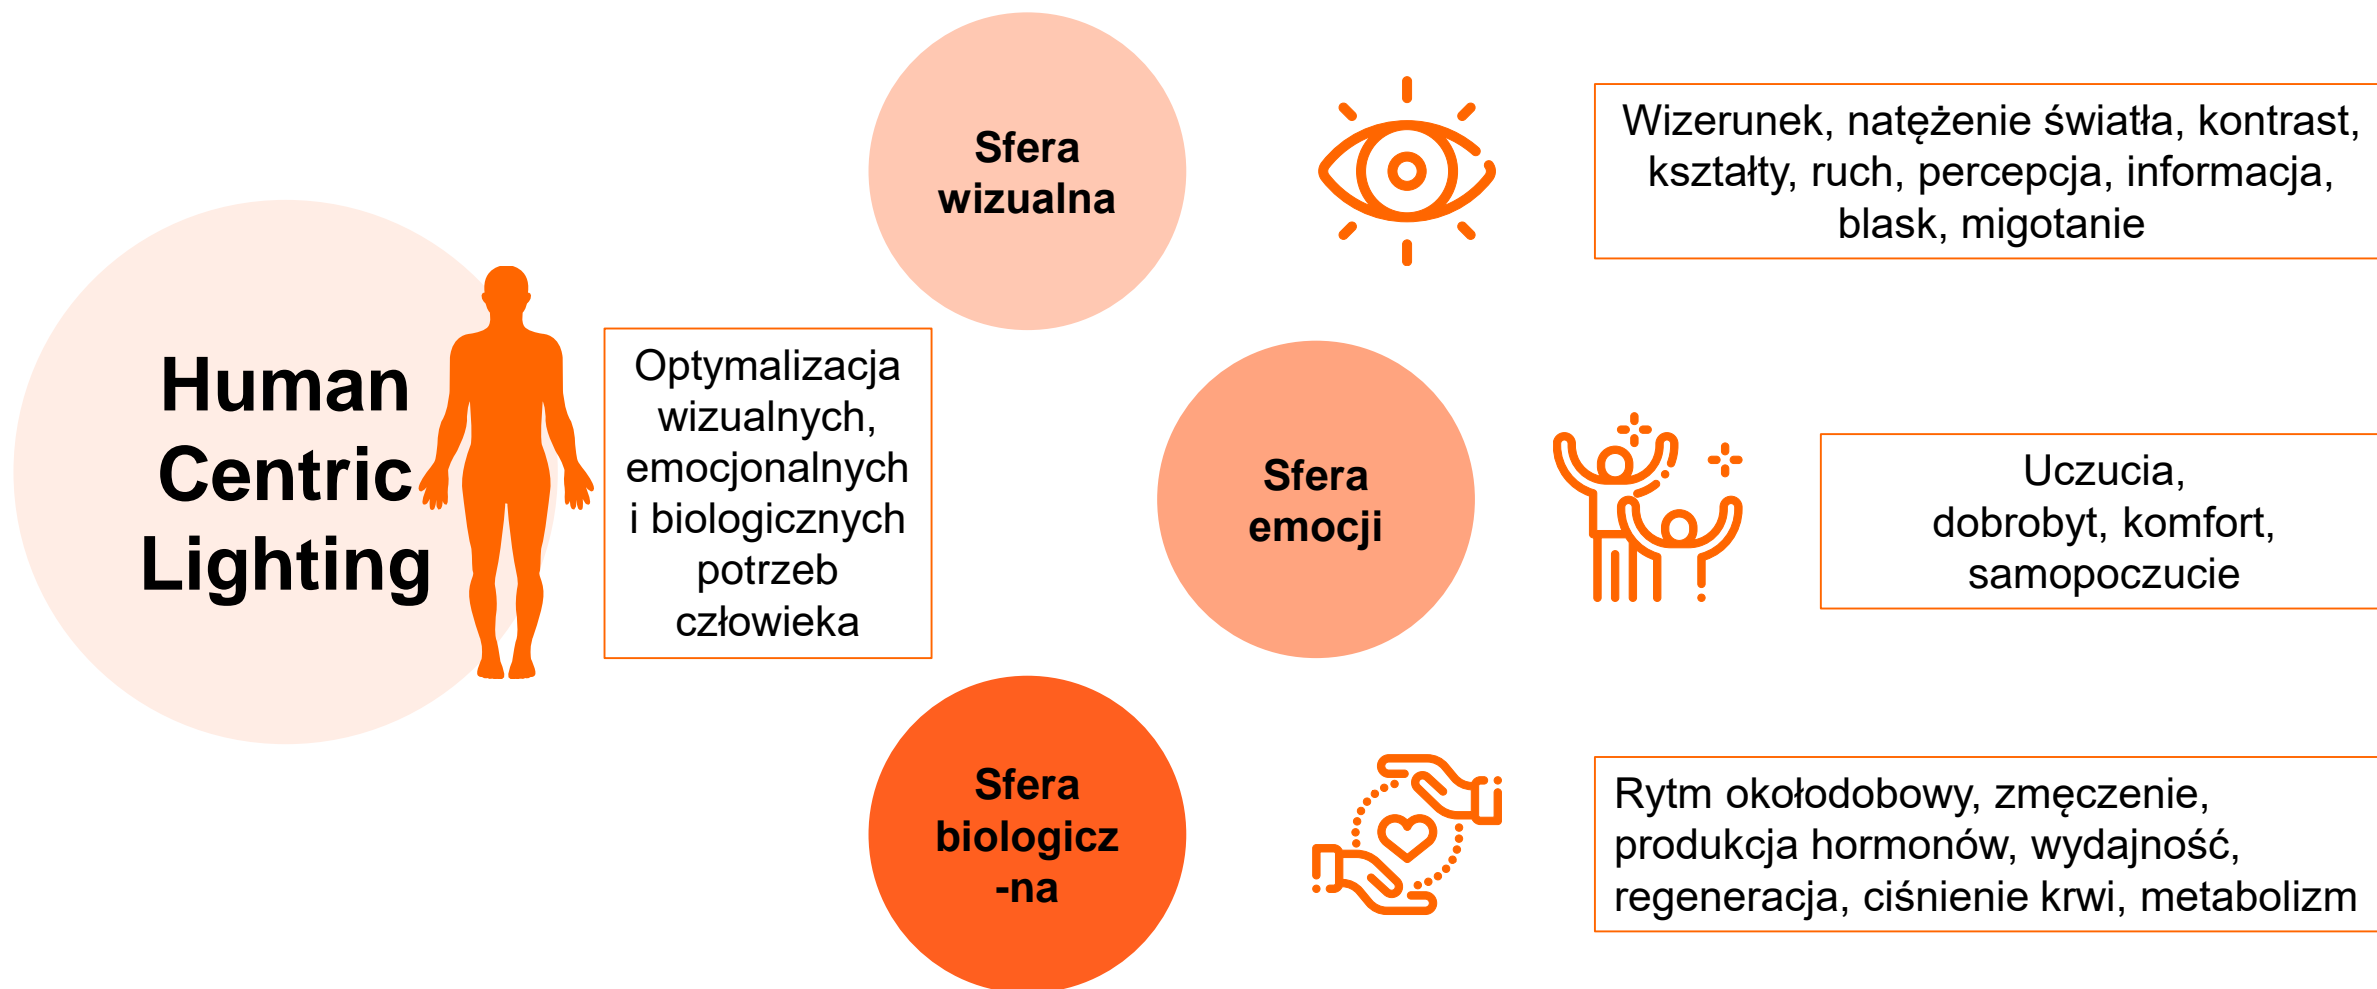 Human
Centric
Lighting
Optymalizacja
wizualnych,
emocjonalnych
i biologicznych
potrzeb
człowieka
Sfera
wizualna
Wizerunek, natężenie światła, kontrast,
kształty, ruch, percepcja, informacja,
blask, migotanie
Sfera
emocji
Uczucia,
dobrobyt, komfort,
samopoczucie
Sfera
biologicz
-na
Rytm okołodobowy, zmęczenie,
produkcja hormonów, wydajność,
regeneracja, ciśnienie krwi, metabolizm